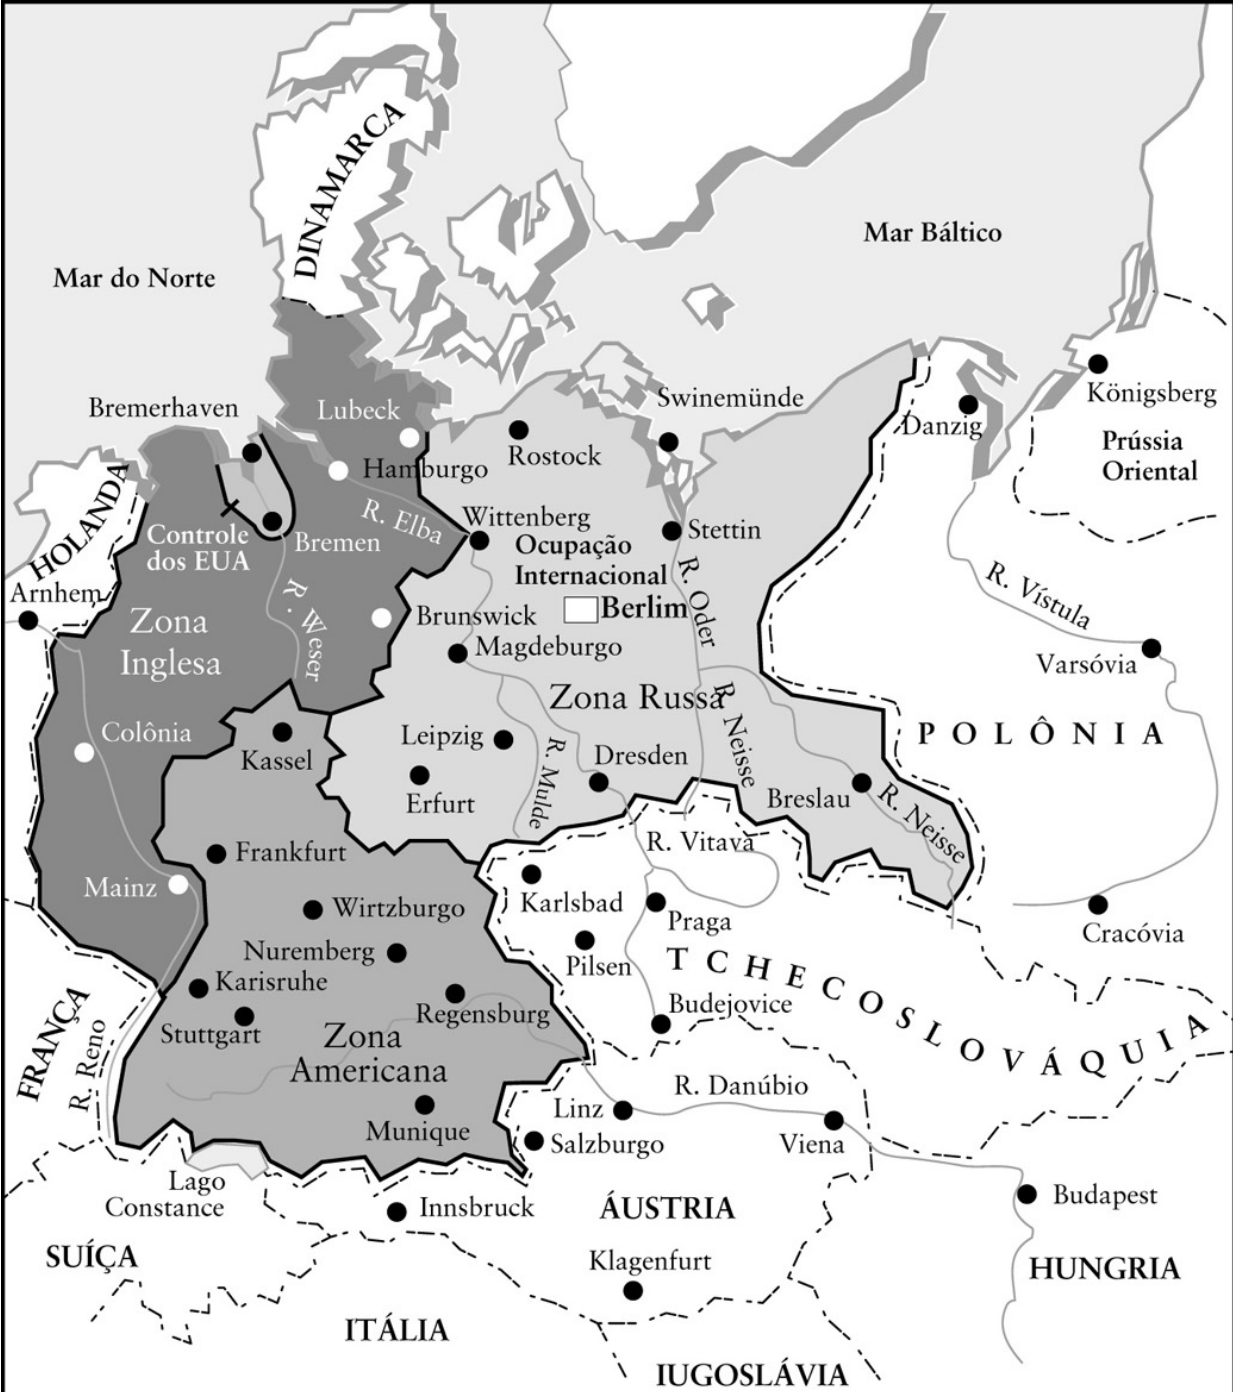 DINAMARCA
Mar Báltico
Mar do Norte
Königsberg
Swinemünde
Bremerhaven
Lubeck
Danzig
Prússia
Oriental
Rostock
Hamburgo
HOLANDA
R. Elba
Wittenberg
Stettin
Controle
dos EUA
Bremen
Ocupação
Internacional
Arnhem
R. Weser
R. Oder
R. Vístula
Berlim
Zona
Inglesa
Brunswick
Magdeburgo
Varsóvia
Zona Russa
R. Neisse
POLÔNIA
Colônia
Kassel
Leipzig
R. Mulde
Dresden
Erfurt
Breslau
R. Neisse
R. Vitava
Frankfurt
Mainz
Karlsbad
Wirtzburgo
Praga
Cracóvia
Nuremberg
Pilsen
TCHECOSLOVÁQUIA
Karisruhe
Budejovice
Regensburg
Stuttgart
FRANÇA
R. Reno
Zona
Americana
R. Danúbio
Linz
Munique
Salzburgo
Viena
Lago
Constance
Innsbruck
ÁUSTRIA
Budapest
SUÍÇA
Klagenfurt
HUNGRIA
ITÁLIA
IUGOSLÁVIA